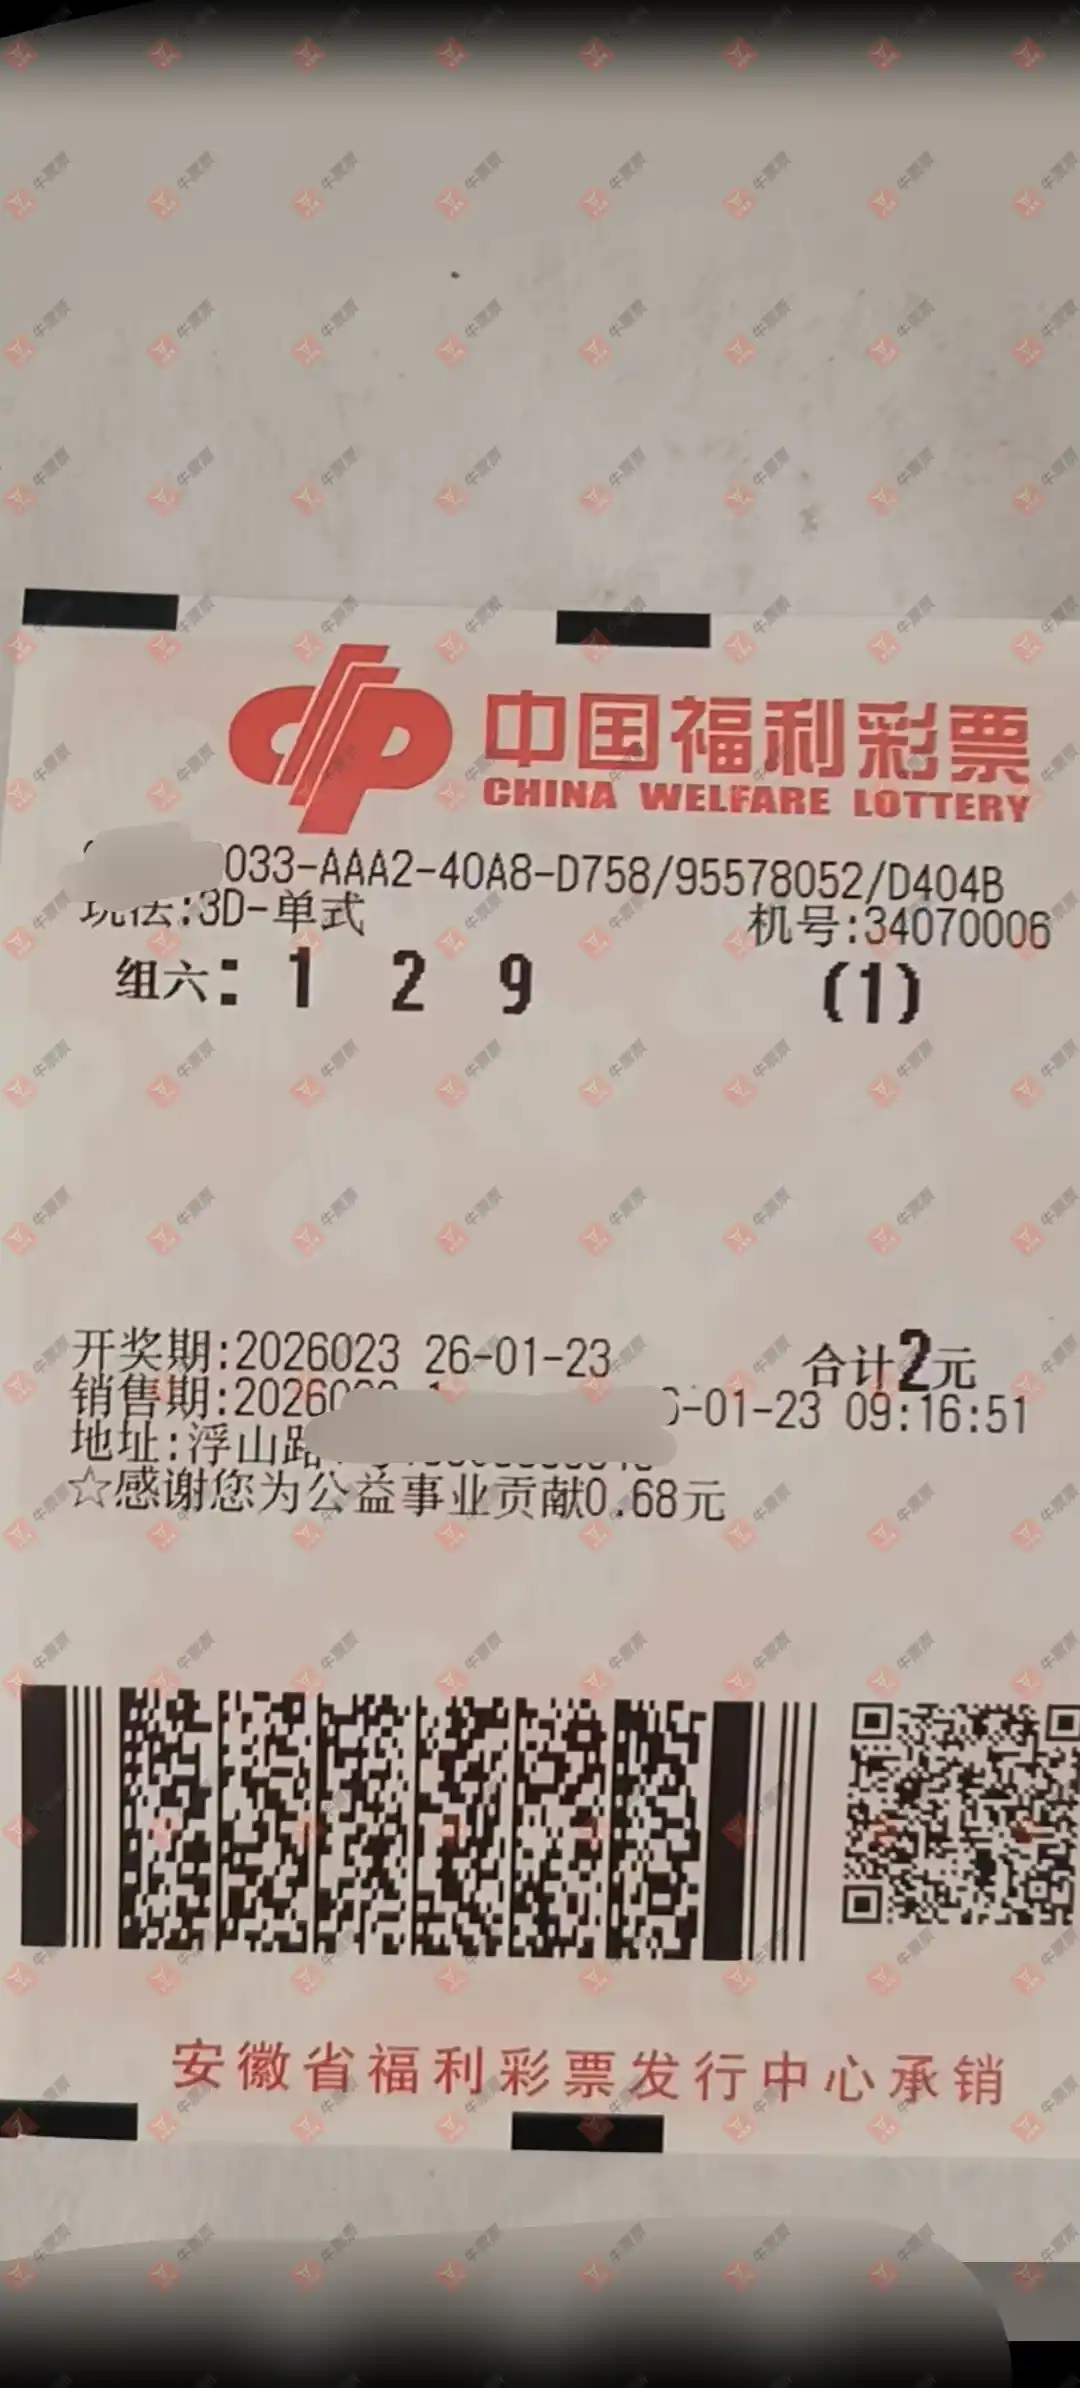 中国福利彩票
CHINA WELFARE LOTTERY
033-AAA2-40A8-D758/95578052/D404B
玩法:3D-单式 机号:34070006
组六: 1 2 9 (1)
开奖期:2026023 26-01-23 合计2元
销售期:20260 -01-23 09:16:51
地址:浮山路
☆感谢您为公益事业贡献0.68元
安徽省福利彩票发行中心承销
牛票票